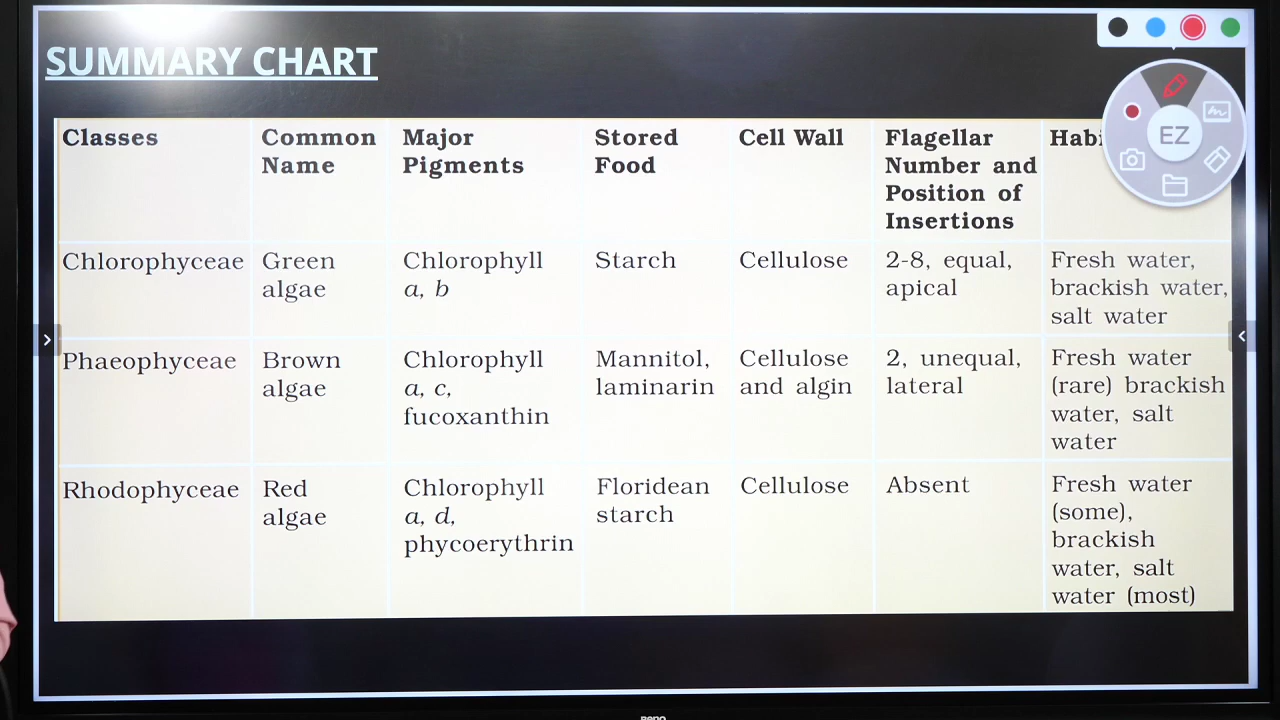 SUMMARY CHART
EZ
Classes
Common
Name
Major
Pigments
Stored
Food
Cell Wall
Flagellar
Number and
Position of
Insertions
Chlorophyceae
Green
algae
Chlorophyll
a, b
Starch
Cellulose
2-8, equal,
apical
Fresh water,
brackish water,
salt water
Phaeophyceae
Brown
algae
Chlorophyll
a, c,
fucoxanthin
Mannitol,
laminarin
Cellulose
and algin
2, unequal,
lateral
Fresh water
(rare) brackish
water, salt
water
Rhodophyceae
Red
algae
Chlorophyll
a, d,
phycoerythrin
Floridean
starch
Cellulose
Absent
Fresh water
(some),
brackish
water, salt
water (most)